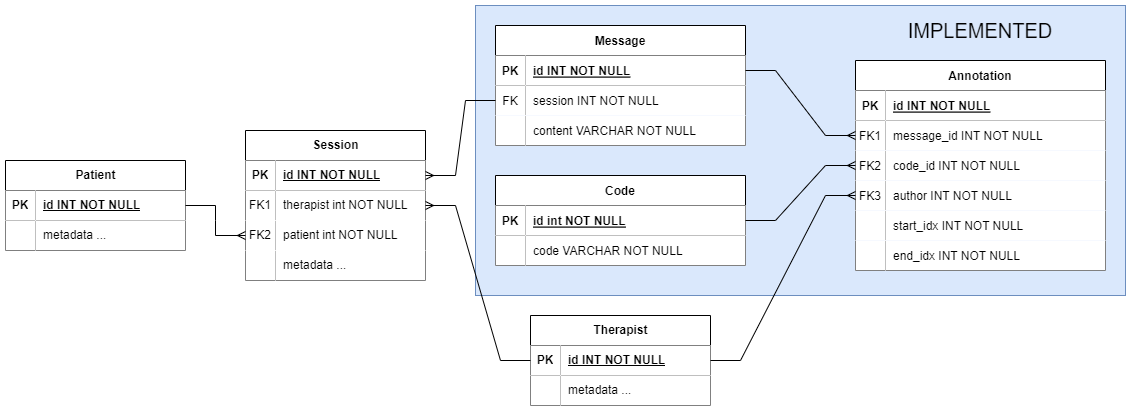 IMPLEMENTED
Message
PK id INT NOT NULL
FK session INT NOT NULL
content VARCHAR NOT NULL
Annotation
PK id INT NOT NULL
FK1 message_id INT NOT NULL
FK2 code_id INT NOT NULL
FK3 author INT NOT NULL
start_idx INT NOT NULL
end_idx INT NOT NULL
Session
PK id INT NOT NULL
FK1 therapist int NOT NULL
FK2 patient int NOT NULL
metadata ...
Patient
PK id INT NOT NULL
metadata ...
Code
PK id int NOT NULL
code VARCHAR NOT NULL
Therapist
PK id INT NOT NULL
metadata ...